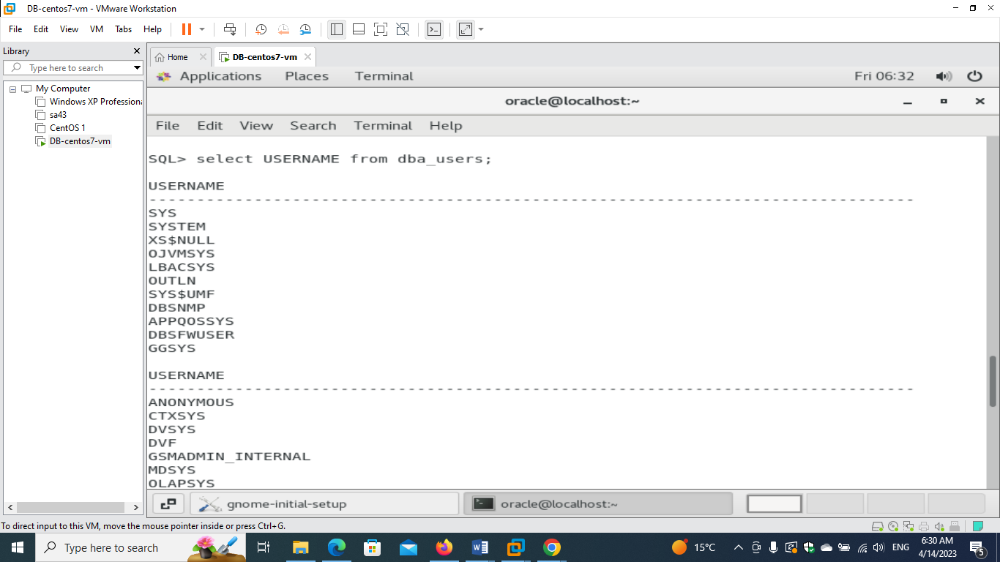 DB-centos7-vm - VMware Workstation
File Edit View VM Tabs Help
Library
Type here to search
My Computer
Windows XP Professiona
sa43
CentOS 1
DB-centos7-vm
Home DB-centos7-vm
Applications Places Terminal Fri 06:32
oracle@localhost:~
File Edit View Search Terminal Help
SQL> select USERNAME from dba_users;
USERNAME
--------------------------------------------------------------------------------
SYS
SYSTEM
XS$NULL
OJVMSYS
LBACSYS
OUTLN
SYS$UMF
DBSNMP
APPQOSSYS
DBSFWUSER
GGSYS
USERNAME
--------------------------------------------------------------------------------
ANONYMOUS
CTXSYS
DVSYS
DVF
GSMADMIN_INTERNAL
MDSYS
OLAPSYS
gnome-initial-setup oracle@localhost:~
To direct input to this VM, move the mouse pointer inside or press Ctrl+G.
Type here to search
15°C
ENG
6:30 AM
4/14/2023
5